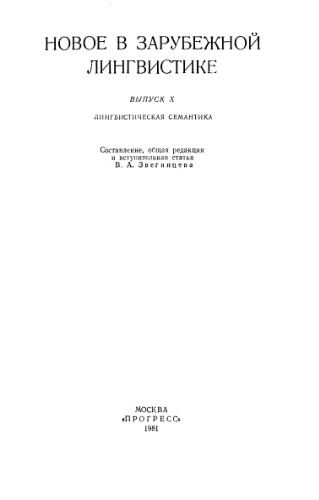 НОВОЕ В ЗАРУБЕЖНОЙ
ЛИНГВИСТИКЕ
ВЫПУСК X
ЛИНГВИСТИЧЕСКАЯ СЕМАНТИКА
Составление, общая редакция
и вступительная статья
В. А. Звегинцева
МОСКВА
«ПРОГРЕСС»
1981